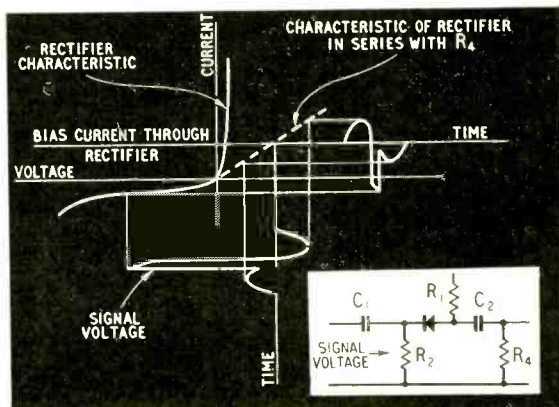 CURRENT
RECTIFIER
CHARACTERISTIC
CHARACTERISTIC OF RECTIFIER
IN SERIES WITH R4
BIAS CURRENT THROUGH
RECTIFIER
TIME
VOLTAGE
SIGNAL
VOLTAGE
TIME
C1
R1
C2
SIGNAL
VOLTAGE
R2
R4